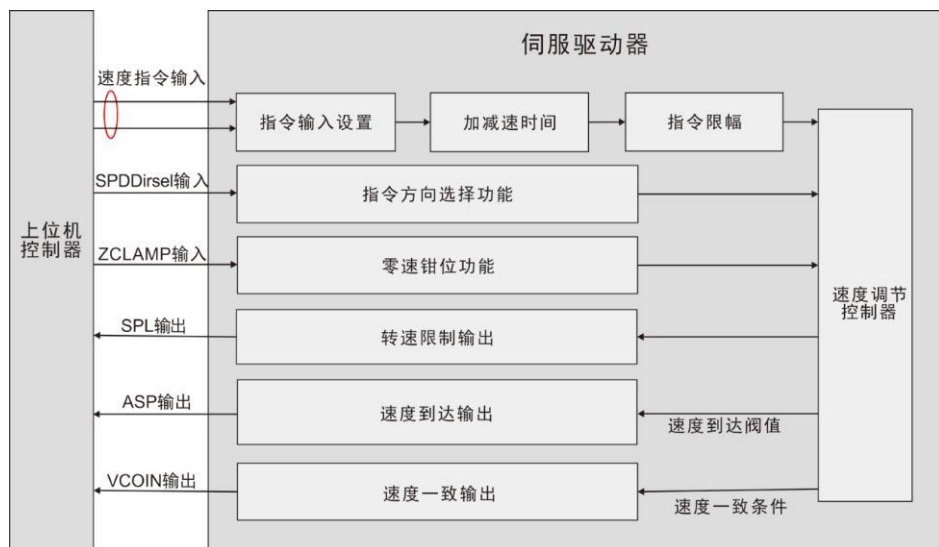 伺服驱动器
速度指令输入
指令输入设置
加减速时间
指令限幅
SPDDirsel输入
指令方向选择功能
上位机
控制器
ZCLAMP输入
零速钳位功能
速度调节
控制器
SPL输出
转速限制输出
ASP输出
速度到达输出
速度到达阀值
VCOIN输出
速度一致输出
速度一致条件